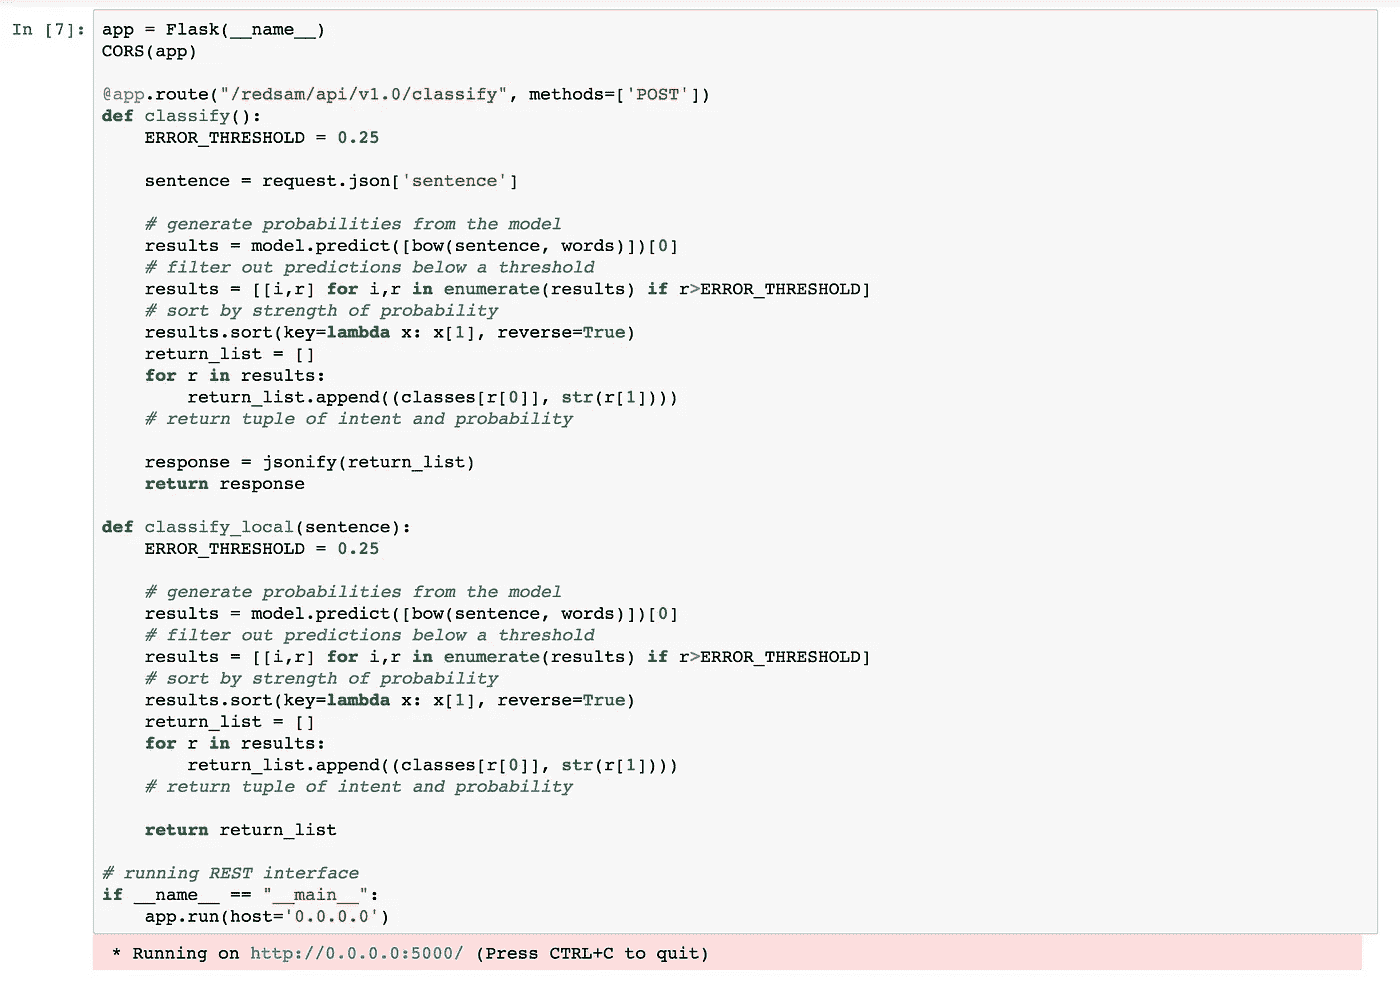 In [7]: app = Flask(__name__)
CORS(app)
@app.route("/redsam/api/v1.0/classify", methods=['POST'])
def classify():
    ERROR_THRESHOLD = 0.25
    sentence = request.json['sentence']
    # generate probabilities from the model
    results = model.predict([bow(sentence, words)])[0]
    # filter out predictions below a threshold
    results = [[i,r] for i,r in enumerate(results) if r>ERROR_THRESHOLD]
    # sort by strength of probability
    results.sort(key=lambda x: x[1], reverse=True)
    return_list = []
    for r in results:
        return_list.append((classes[r[0]], str(r[1])))
    # return tuple of intent and probability
    response = jsonify(return_list)
    return response
def classify_local(sentence):
    ERROR_THRESHOLD = 0.25
    # generate probabilities from the model
    results = model.predict([bow(sentence, words)])[0]
    # filter out predictions below a threshold
    results = [[i,r] for i,r in enumerate(results) if r>ERROR_THRESHOLD]
    # sort by strength of probability
    results.sort(key=lambda x: x[1], reverse=True)
    return_list = []
    for r in results:
        return_list.append((classes[r[0]], str(r[1])))
    # return tuple of intent and probability
    return return_list
# running REST interface
if __name__ == "__main__":
    app.run(host='0.0.0.0')
* Running on http://0.0.0.0:5000/ (Press CTRL+C to quit)